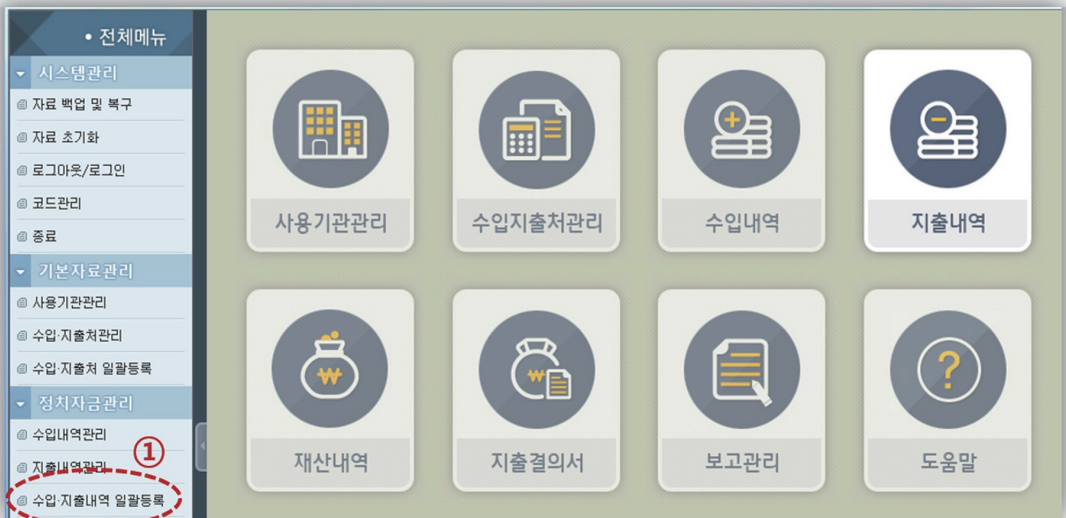 • 전체메뉴
시스템관리
자료 백업 및 복구
자료 초기화
로그아웃/로그인
코드관리
종료
기본자료관리
사용기관관리
수입·지출처관리
수입·지출처 일괄등록
정치자금관리
수입내역관리
지출내역관리
①
수입·지출내역 일괄등록
사용기관관리
수입지출처관리
수입내역
지출내역
재산내역
지출결의서
보고관리
도움말